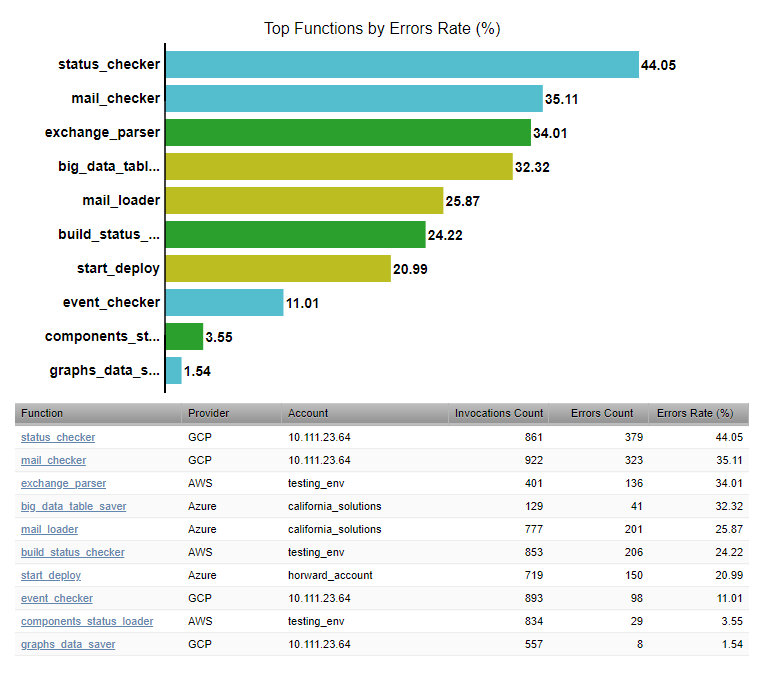 Top Functions by Errors Rate (%)
status_checker 44.05
mail_checker 35.11
exchange_parser 34.01
big_data_tabl... 32.32
mail_loader 25.87
build_status_... 24.22
start_deploy 20.99
event_checker 11.01
components_st... 3.55
graphs_data_s... 1.54
Function Provider Account Invocations Count Errors Count Errors Rate (%)
status_checker GCP 10.111.23.64 861 379 44.05
mail_checker GCP 10.111.23.64 922 323 35.11
exchange_parser AWS testing_env 401 136 34.01
big_data_table_saver Azure california_solutions 129 41 32.32
mail_loader Azure california_solutions 777 201 25.87
build_status_checker AWS testing_env 853 206 24.22
start_deploy Azure horward_account 719 150 20.99
event_checker GCP 10.111.23.64 893 98 11.01
components_status_loader AWS testing_env 834 29 3.55
graphs_data_saver GCP 10.111.23.64 557 8 1.54